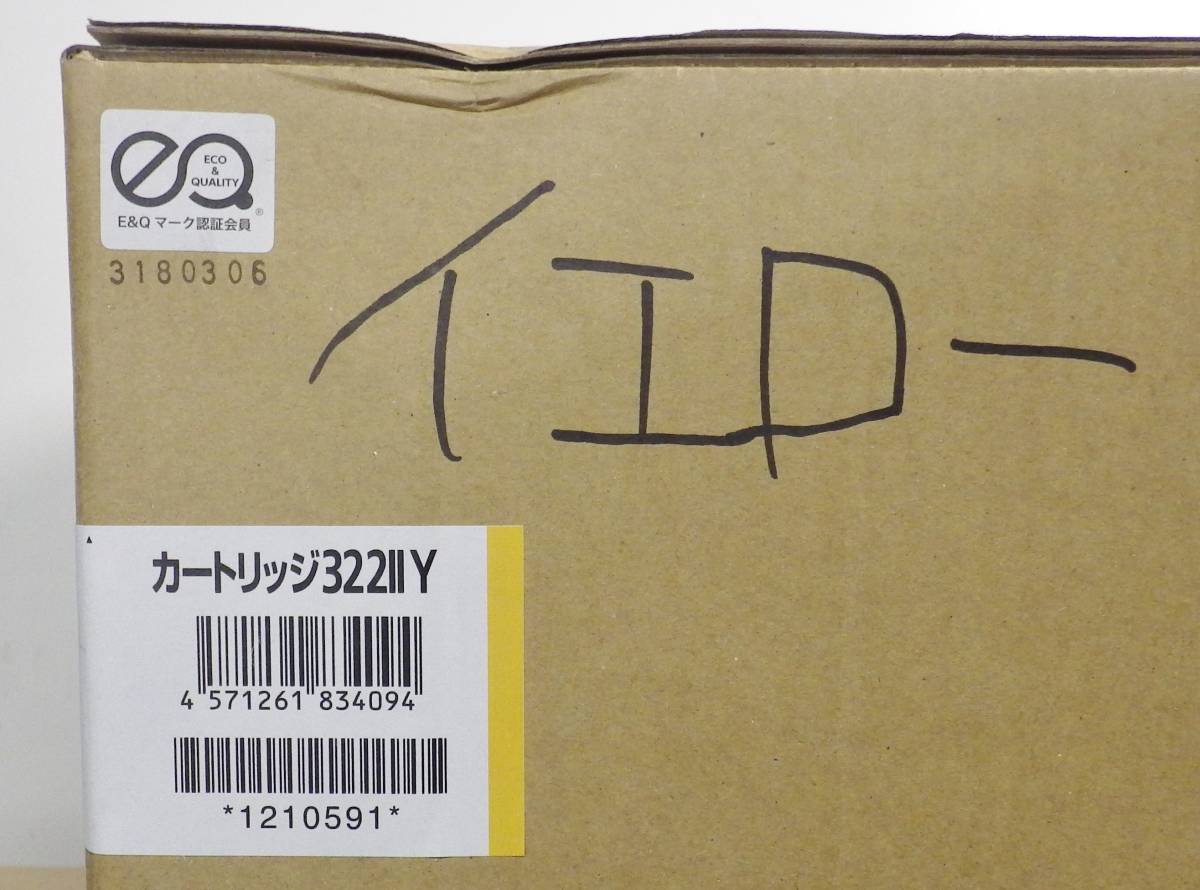 ECO
&
QUALITY
®
E&Q マーク認証会員
3180306
イエロー
カートリッジ322II Y
4 571261 834094
*1210591*